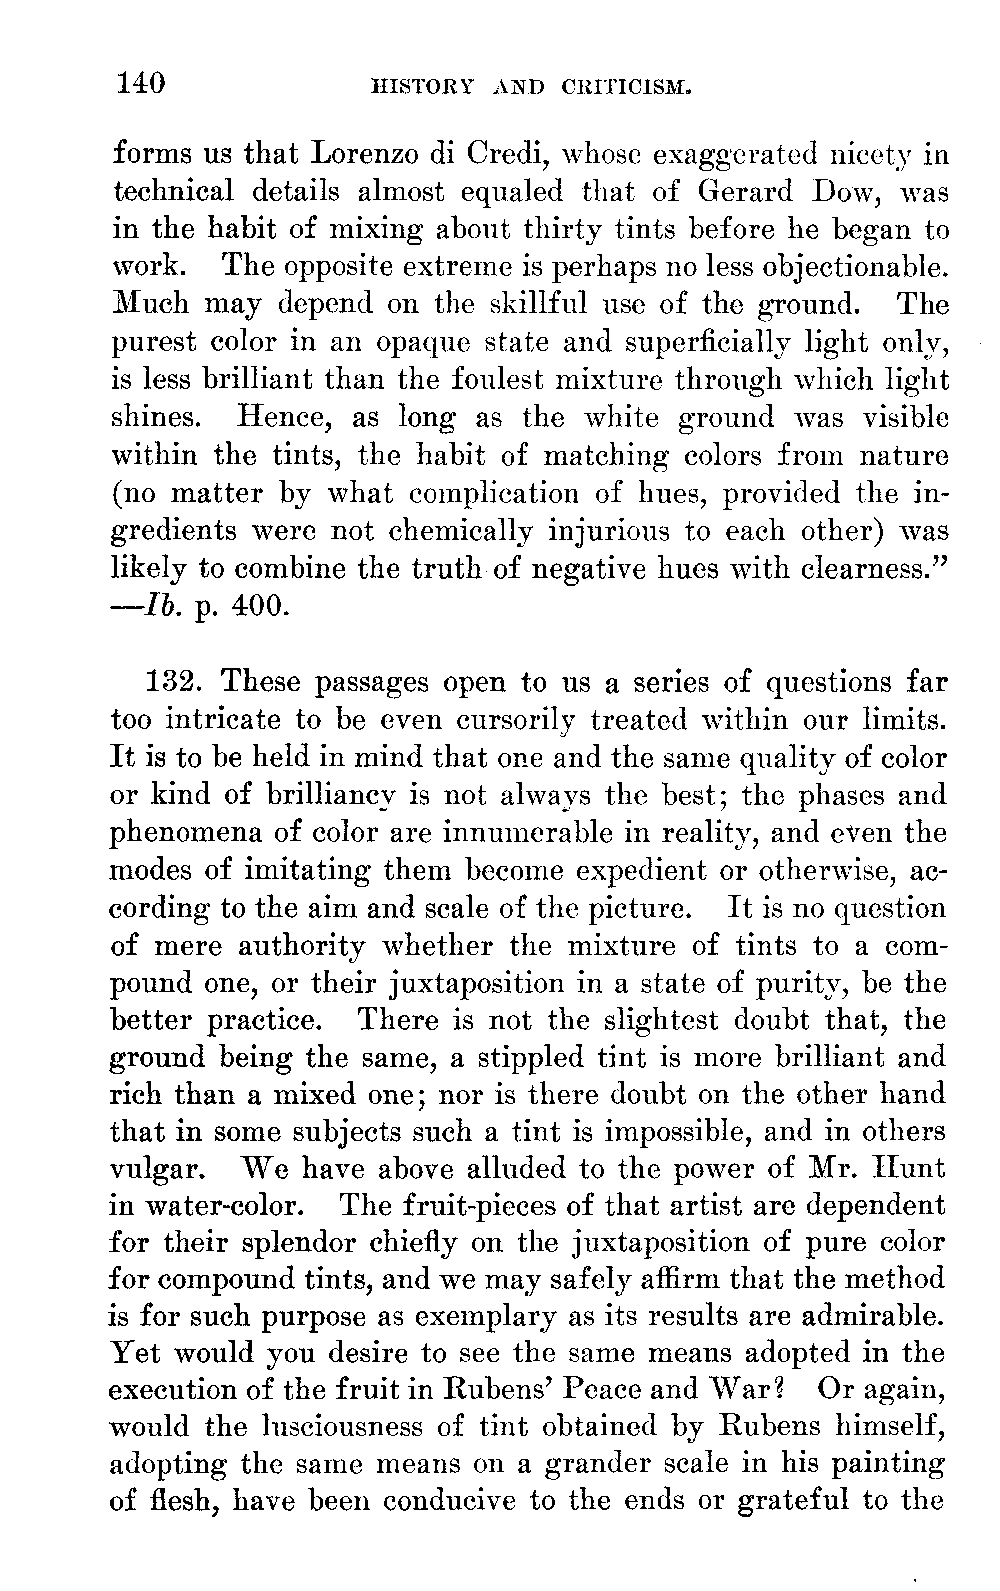 140 HISTORY AND CRITICISM.
forms us that Lorenzo di Credi, whose exaggerated nicety in
technical details almost equaled that of Gerard Dow, was
in the habit of mixing about thirty tints before he began to
work. The opposite extreme is perhaps no less objectionable.
Much may depend on the skillful use of the ground. The
purest color in an opaque state and superficially light only,
is less brilliant than the foulest mixture through which light
shines. Hence, as long as the white ground was visible
within the tints, the habit of matching colors from nature
(no matter by what complication of hues, provided the in-
gredients were not chemically injurious to each other) was
likely to combine the truth of negative hues with clearness.”
—Ib. p. 400.
132. These passages open to us a series of questions far
too intricate to be even cursorily treated within our limits.
It is to be held in mind that one and the same quality of color
or kind of brilliancy is not always the best; the phases and
phenomena of color are innumerable in reality, and even the
modes of imitating them become expedient or otherwise, ac-
cording to the aim and scale of the picture. It is no question
of mere authority whether the mixture of tints to a com-
pound one, or their juxtaposition in a state of purity, be the
better practice. There is not the slightest doubt that, the
ground being the same, a stippled tint is more brilliant and
rich than a mixed one; nor is there doubt on the other hand
that in some subjects such a tint is impossible, and in others
vulgar. We have above alluded to the power of Mr. Hunt
in water-color. The fruit-pieces of that artist are dependent
for their splendor chiefly on the juxtaposition of pure color
for compound tints, and we may safely affirm that the method
is for such purpose as exemplary as its results are admirable.
Yet would you desire to see the same means adopted in the
execution of the fruit in Rubens’ Peace and War? Or again,
would the lusciousness of tint obtained by Rubens himself,
adopting the same means on a grander scale in his painting
of flesh, have been conducive to the ends or grateful to the